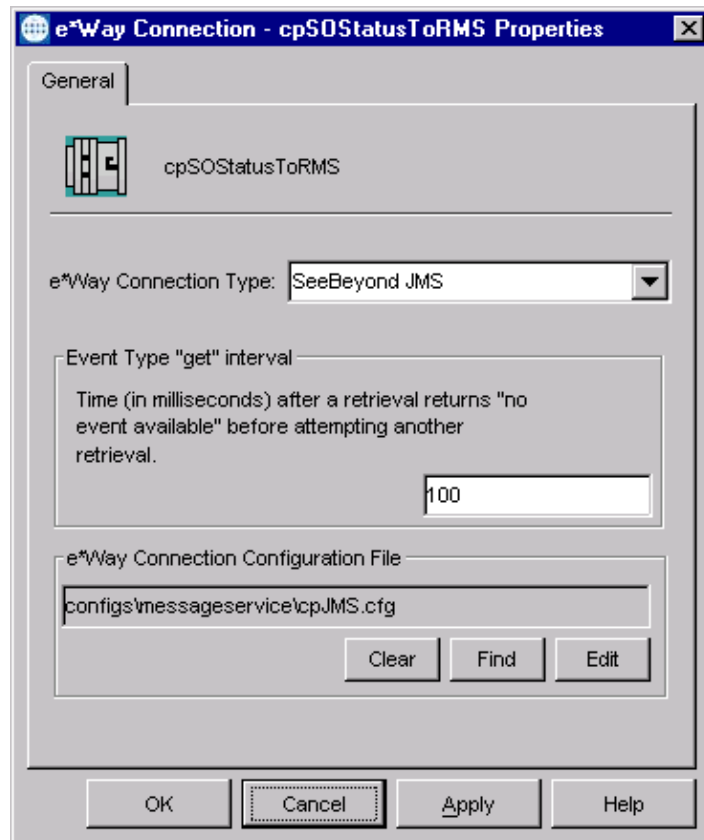 e*Way Connection - cpSOStatusToRMS Properties
General
cpSOStatusToRMS
e*Way Connection Type: SeeBeyond JMS
Event Type "get" interval
Time (in milliseconds) after a retrieval returns "no
event available" before attempting another
retrieval.
100
e*Way Connection Configuration File
configs\messageservice\cpJMS.cfg
Clear Find Edit
OK Cancel Apply Help